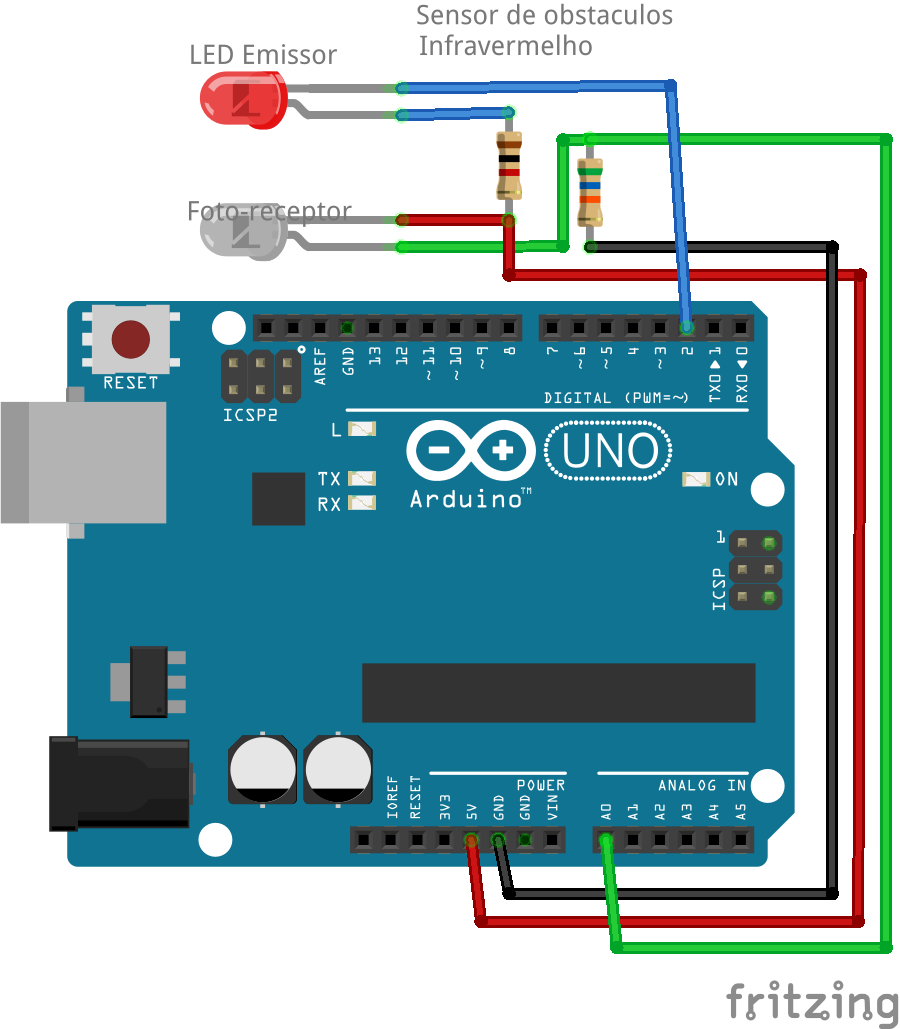 Sensor de obstaculos
Infravermelho
LED Emissor
Foto-receptor
RESET
ICSP2
AREF
GND
13
12
~11
~10
~9
8
7
~6
~5
4
~3
2
TX0 ▶ 1
RX0 ◀ 0
DIGITAL (PWM=~)
L
TX
RX
UNO
ON
Arduino™
1
ICSP
POWER
ANALOG IN
IOREF
RESET
3V3
5V
GND
GND
VIN
A0
A1
A2
A3
A4
A5
fritzing